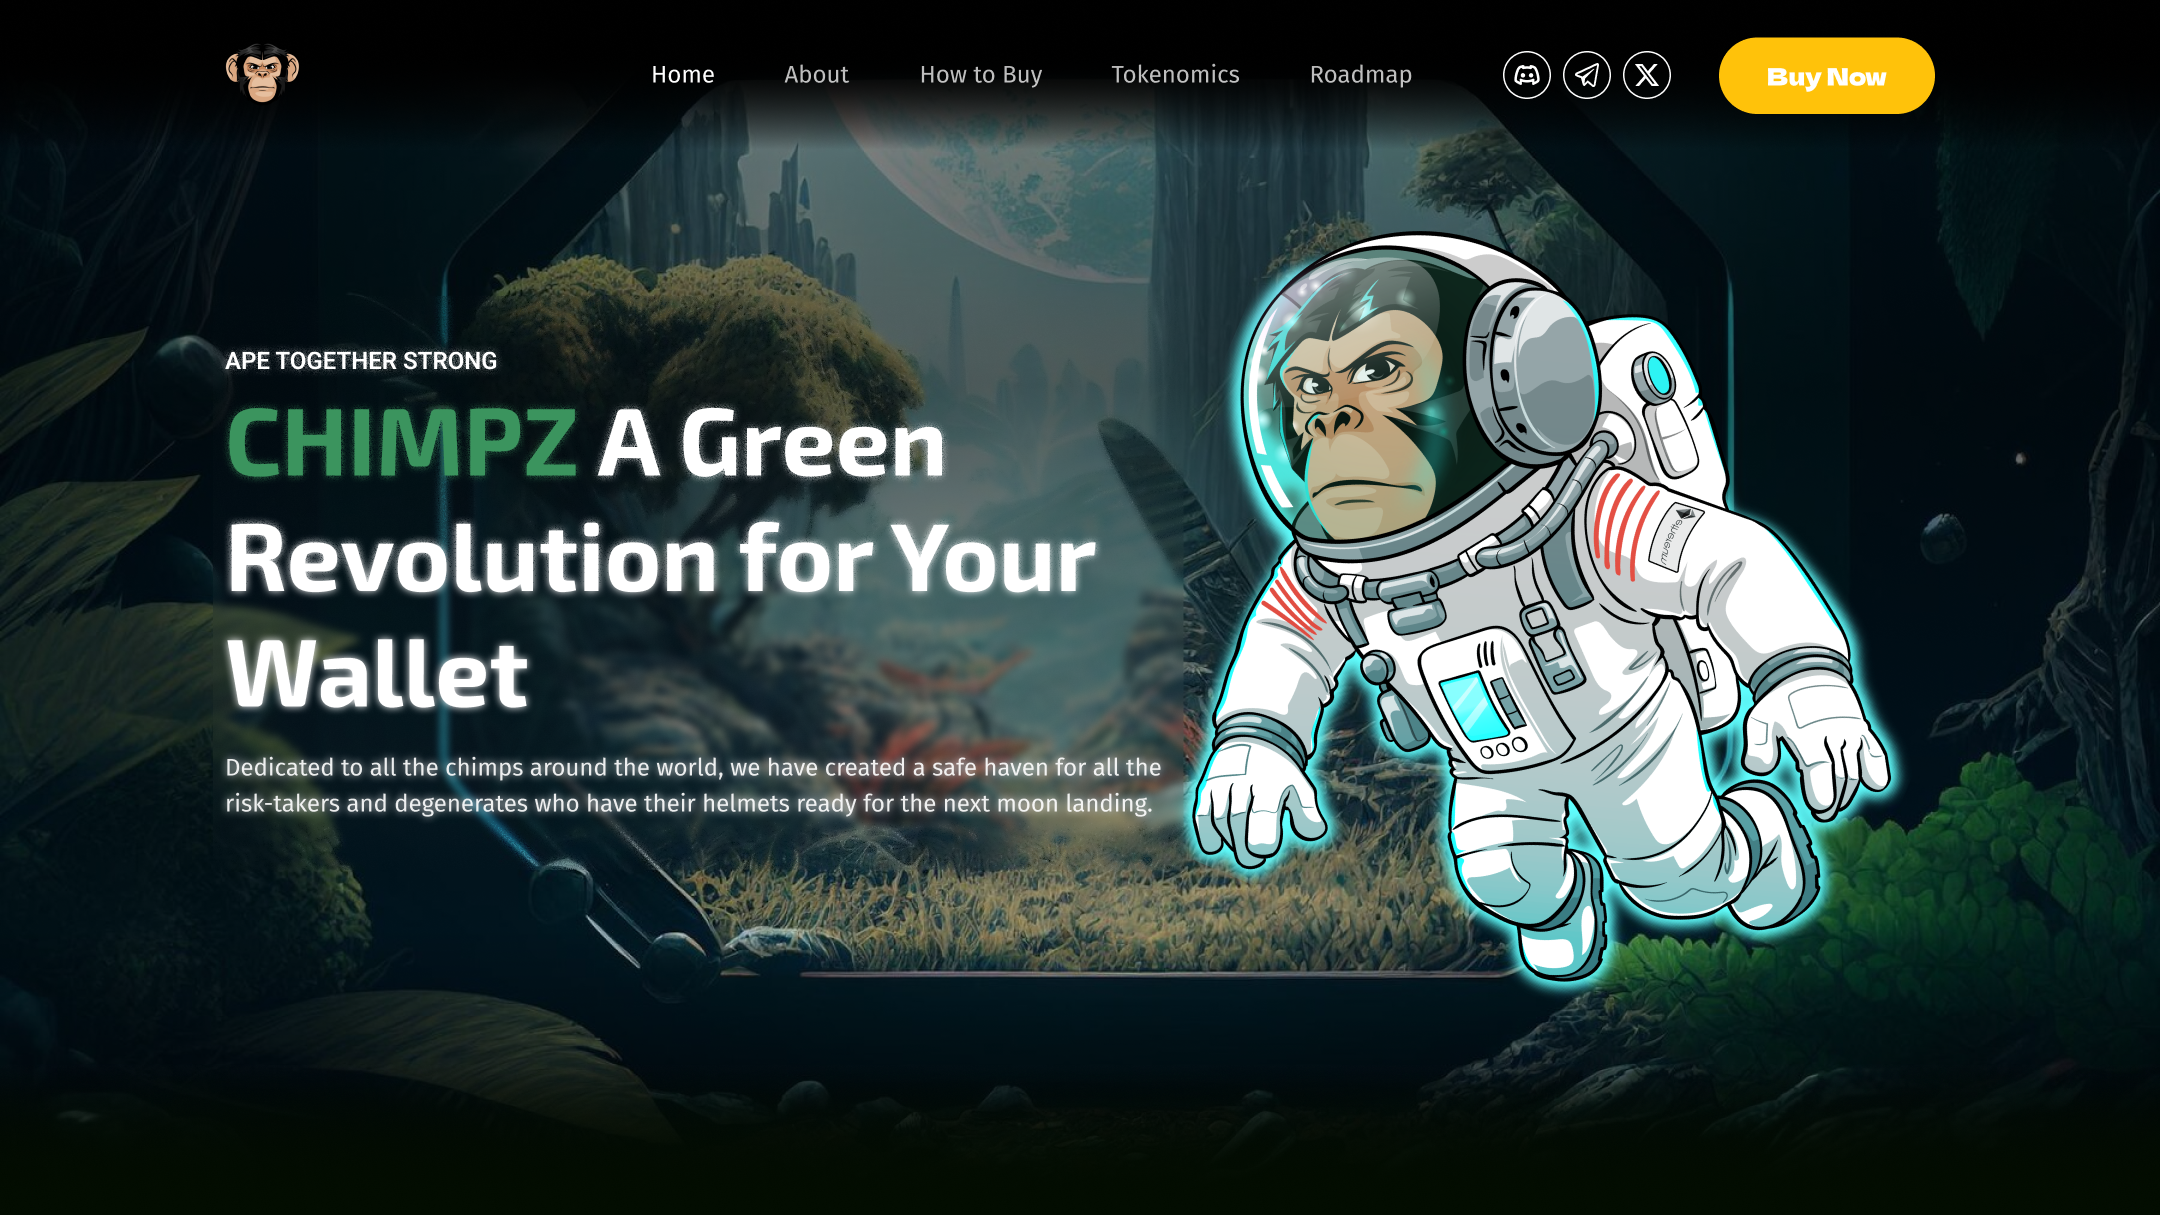 Home
About
How to Buy
Tokenomics
Roadmap
Buy Now
APE TOGETHER STRONG
CHIMPZ A Green
Revolution for Your
Wallet
Dedicated to all the chimps around the world, we have created a safe haven for all the
risk-takers and degenerates who have their helmets ready for the next moon landing.
ethereum